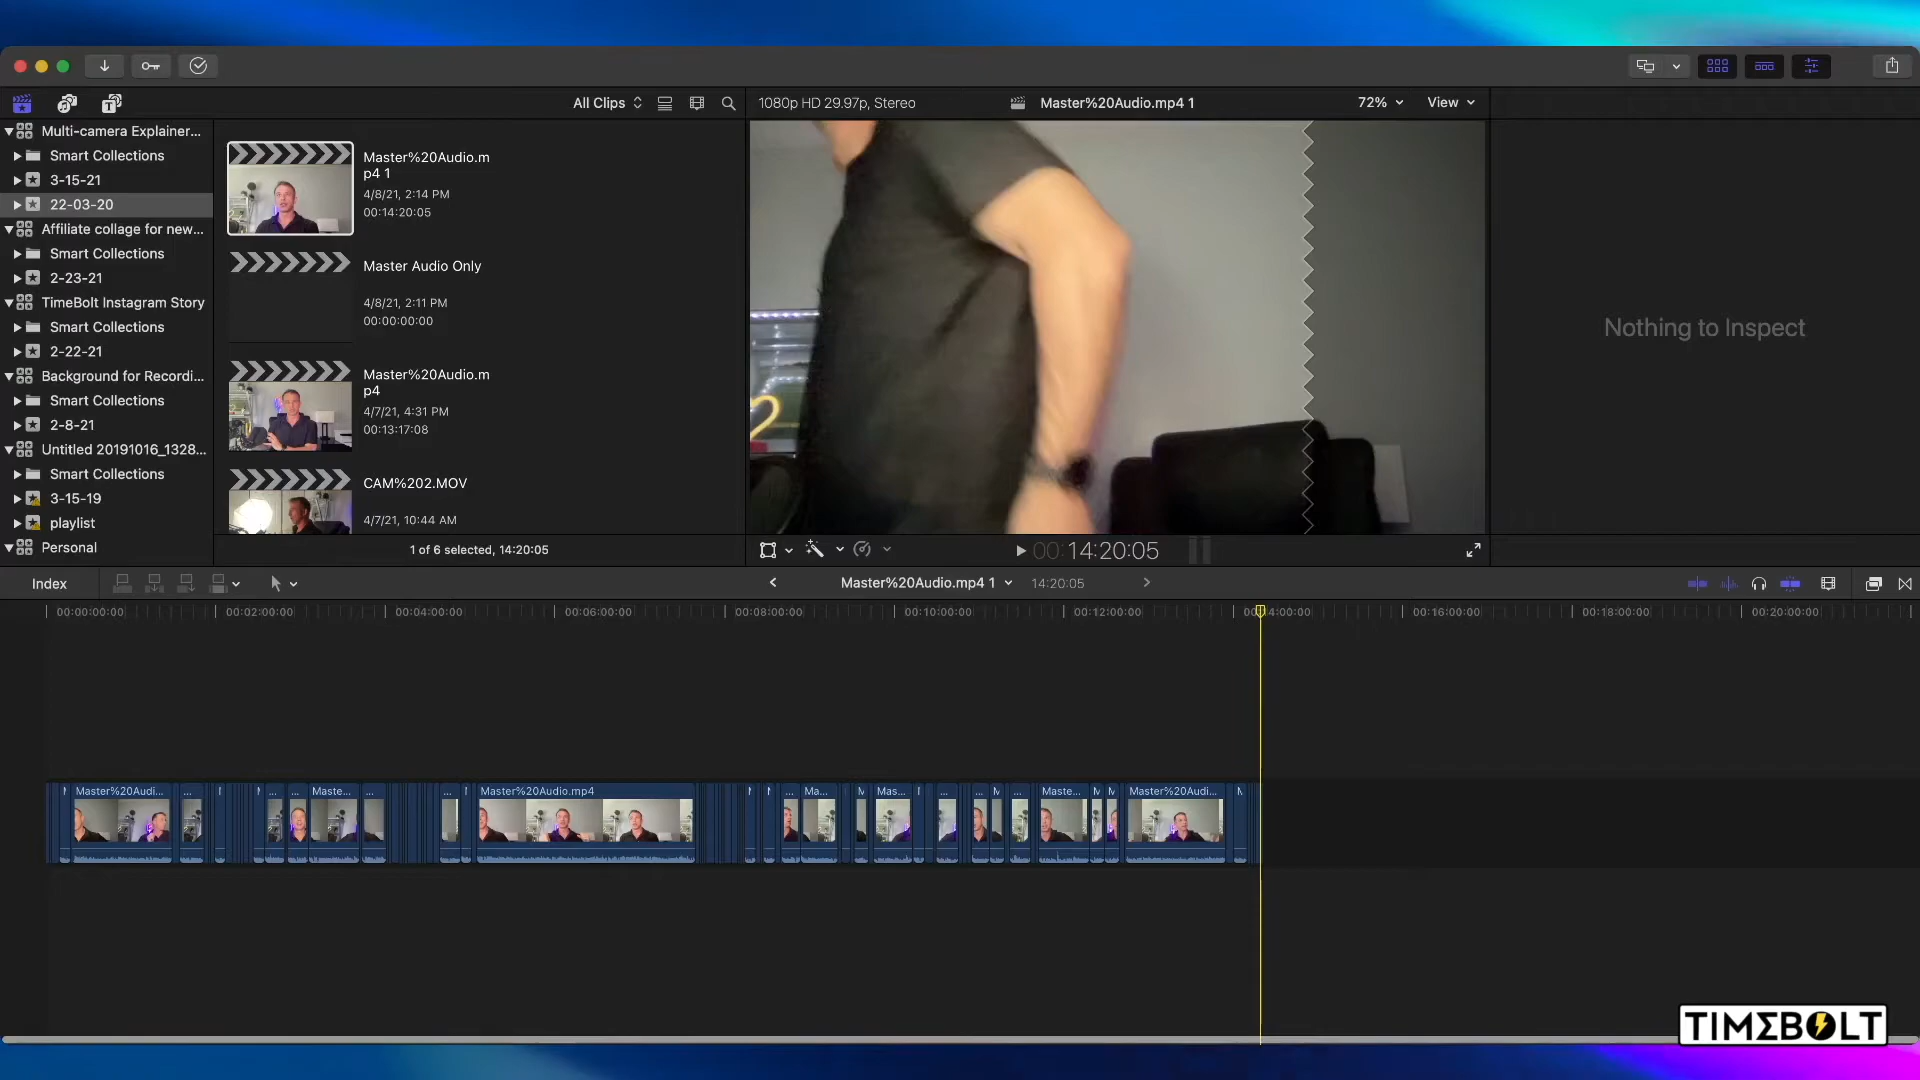 All Clips
1080p HD 29.97p, Stereo
Master%20Audio.mp4 1
72%
View
Multi-camera Explainer...
Smart Collections
3-15-21
22-03-20
Affiliate collage for new...
Smart Collections
2-23-21
TimeBolt Instagram Story
Smart Collections
2-22-21
Background for Recordi...
Smart Collections
2-8-21
Untitled 20191016_1328...
Smart Collections
3-15-19
playlist
Personal
Master%20Audio.m
p4 1
4/8/21, 2:14 PM
00:14:20:05
Master Audio Only
4/8/21, 2:11 PM
00:00:00:00
Master%20Audio.m
p4
4/7/21, 4:31 PM
00:13:17:08
CAM%202.MOV
4/7/21, 10:44 AM
1 of 6 selected, 14:20:05
Nothing to Inspect
00:14:20:05
Index
Master%20Audio.mp4 1
14:20:05
00:00:00:00
00:02:00:00
00:04:00:00
00:06:00:00
00:08:00:00
00:10:00:00
00:12:00:00
00:14:00:00
00:16:00:00
00:18:00:00
00:20:00:00
Master%20Audi...
...
...
...
Maste...
...
...
Master%20Audio.mp4
...
Ma...
M
Mas...
...
...
M
...
Maste...
M
M
Master%20Audi...
M
TIMEBOLT